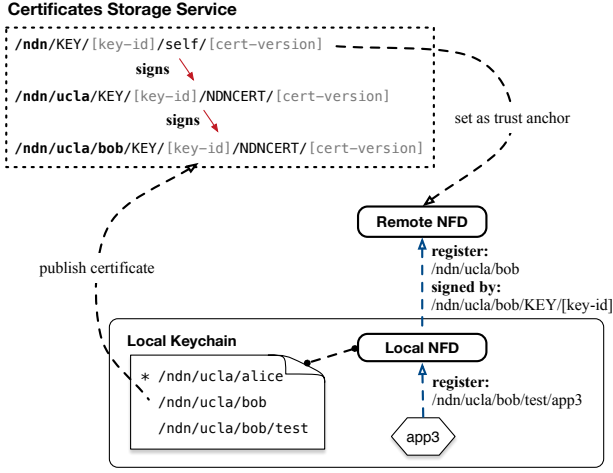 Certificates Storage Service
/ndn/KEY/[key-id]/self/[cert-version]
signs
/ndn/ucla/KEY/[key-id]/NDNCERT/[cert-version]
signs
/ndn/ucla/bob/KEY/[key-id]/NDNCERT/[cert-version]
set as trust anchor
Remote NFD
register:
/ndn/ucla/bob
signed by:
/ndn/ucla/bob/KEY/[key-id]
publish certificate
Local Keychain
* /ndn/ucla/alice
/ndn/ucla/bob
/ndn/ucla/bob/test
Local NFD
register:
/ndn/ucla/bob/test/app3
app3